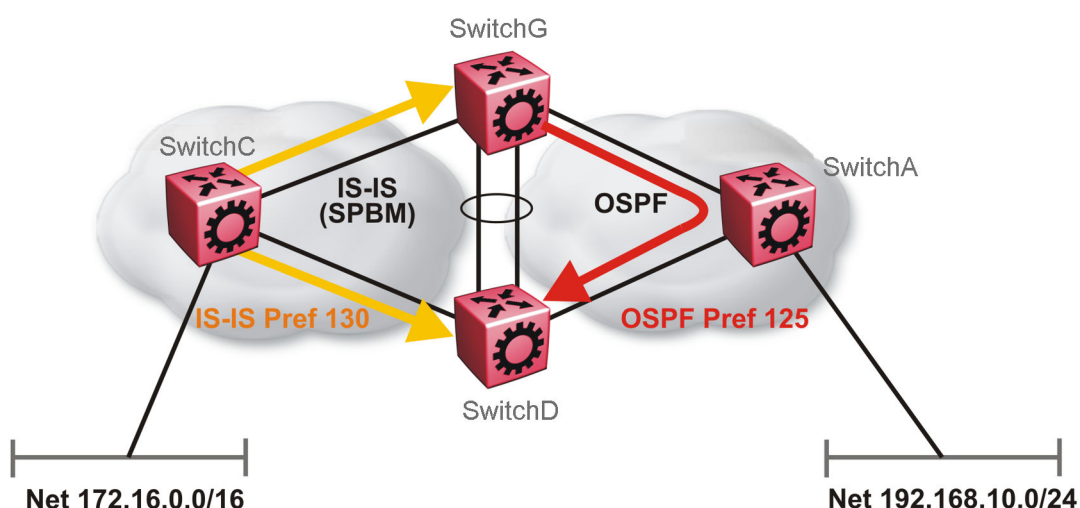 SwitchG
SwitchC
SwitchA
IS-IS
(SPBM)
OSPF
IS-IS Pref 130
OSPF Pref 125
SwitchD
Net 172.16.0.0/16
Net 192.168.10.0/24